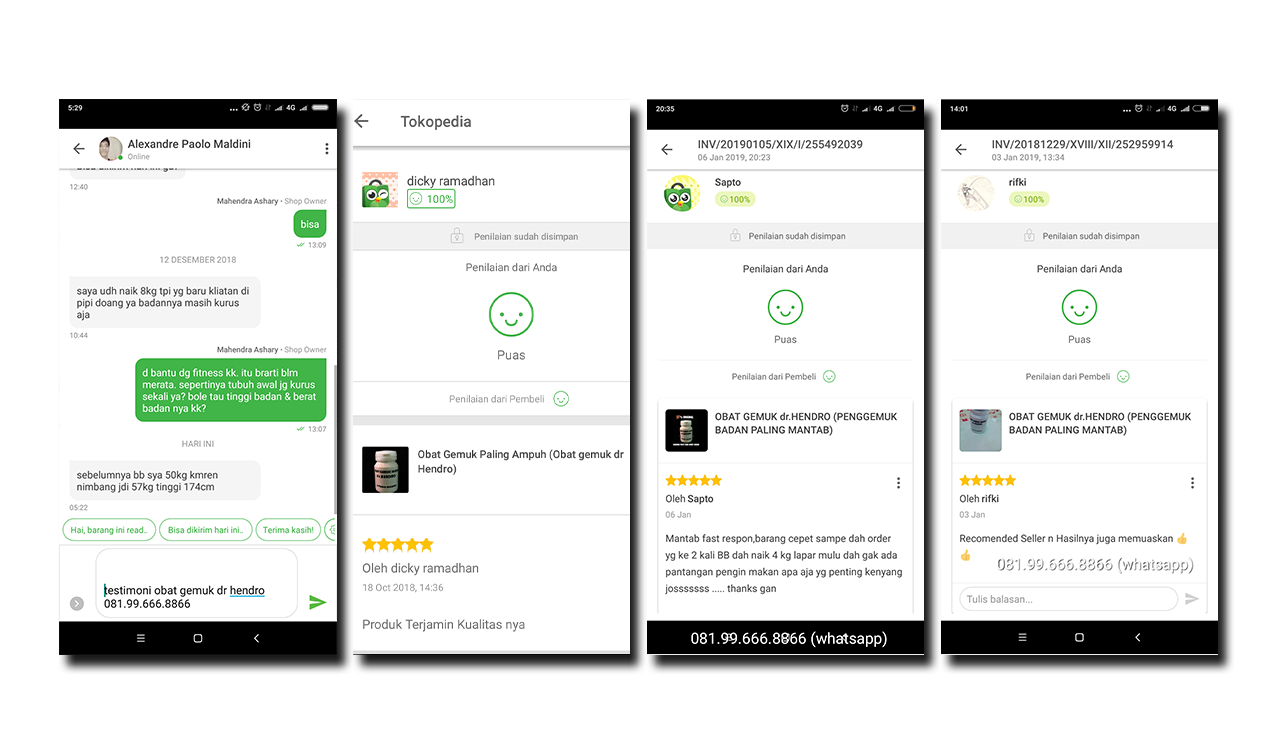 5:29
4G
Alexandre Paolo Maldini
Online
12:40
Mahendra Ashary • Shop Owner
bisa
13:09
12 DESEMBER 2018
saya udh naik 8kg tpi yg baru kliatan di
pipi doang ya badannya masih kurus
aja
10:44
Mahendra Ashary • Shop Owner
d bantu dg fitness kk. itu brarti blm
merata. sepertinya tubuh awal jg kurus
sekali ya? bole tau tinggi badan & berat
badan nya kk?
13:07
HARI INI
sebelumnya bb sya 50kg kmren
nimbang jdi 57kg tinggi 174cm
05:22
Hai, barang ini read..
Bisa dikirim hari ini..
Terima kasih!
testimoni obat gemuk dr hendro
081.99.666.8866
Tokopedia
dicky ramadhan
100%
Penilaian sudah disimpan
Penilaian dari Anda
Puas
Penilaian dari Pembeli
Obat Gemuk Paling Ampuh (Obat gemuk dr
Hendro)
Oleh dicky ramadhan
18 Oct 2018, 14:36
Produk Terjamin Kualitas nya
20:35
4G
INV/20190105/XIX/I/255492039
06 Jan 2019, 20:23
Sapto
100%
Penilaian sudah disimpan
Penilaian dari Anda
Puas
Penilaian dari Pembeli
OBAT GEMUK dr.HENDRO (PENGGEMUK
BADAN PALING MANTAB)
Oleh Sapto
06 Jan
Mantab fast respon,barang cepet sampe dah order
yg ke 2 kali BB dah naik 4 kg lapar mulu dah gak ada
pantangan pengin makan apa aja yg penting kenyang
jossssssss ..... thanks gan
081.99.666.8866 (whatsapp)
14:01
4G
INV/20181229/XVIII/XII/252959914
03 Jan 2019, 13:34
rifki
100%
Penilaian sudah disimpan
Penilaian dari Anda
Puas
Penilaian dari Pembeli
OBAT GEMUK dr.HENDRO (PENGGEMUK
BADAN PALING MANTAB)
Oleh rifki
03 Jan
Recomended Seller n Hasilnya juga memuaskan 👍
👍
081.99.666.8866 (whatsapp)
Tulis balasan...